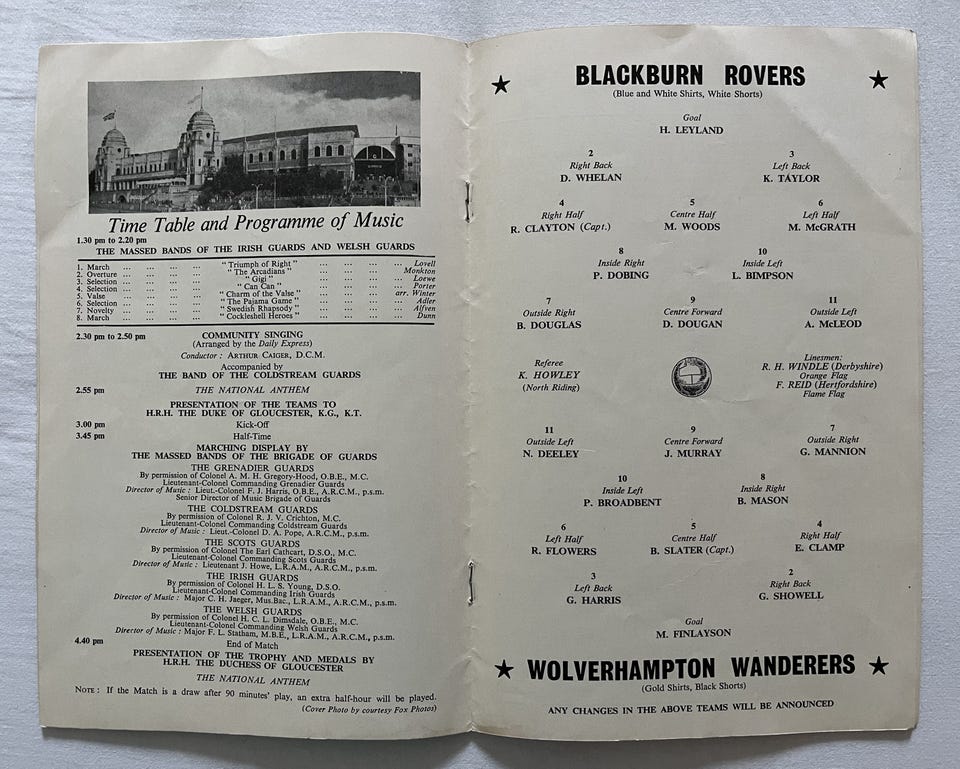 Time Table and Programme of Music
1.30 pm to 2.20 pm
THE MASSED BANDS OF THE IRISH GUARDS AND WELSH GUARDS
1. March ... ... ... ... "Triumph of Right" ... ... ... ... Lovell
2. Overture ... ... ... ... "The Arcadians" ... ... ... Monkton
3. Selection ... ... ... ... "Gigi" ... ... ... ... Loewe
4. Selection ... ... ... ... "Can Can" ... ... ... ... Porter
5. Valse ... ... ... ... "Charm of the Valse" ... ... ... arr. Winter
6. Selection ... ... ... ... "The Pajama Game" ... ... ... ... Adler
7. Novelty ... ... ... ... "Swedish Rhapsody" ... ... ... ... Alfven
8. March ... ... ... ... "Cockleshell Heroes" ... ... ... ... Dunn
2.30 pm to 2.50 pm COMMUNITY SINGING
(Arranged by the Daily Express)
Conductor : ARTHUR CAIGER, D.C.M.
Accompanied by
THE BAND OF THE COLDSTREAM GUARDS
2.55 pm THE NATIONAL ANTHEM
PRESENTATION OF THE TEAMS TO
H.R.H. THE DUKE OF GLOUCESTER, K.G., K.T.
3.00 pm Kick-Off
3.45 pm Half-Time
MARCHING DISPLAY BY
THE MASSED BANDS OF THE BRIGADE OF GUARDS
THE GRENADIER GUARDS
By permission of Colonel A. M. H. Gregory-Hood, O.B.E., M.C.
Lieutenant-Colonel Commanding Grenadier Guards
Director of Music : Lieut.-Colonel F. J. Harris, O.B.E., A.R.C.M., p.s.m.
Senior Director of Music Brigade of Guards
THE COLDSTREAM GUARDS
By permission of Colonel R. J. V. Crichton, M.C.
Lieutenant-Colonel Commanding Coldstream Guards
Director of Music : Lieut.-Colonel D. A. Pope, A.R.C.M., p.s.m.
THE SCOTS GUARDS
By permission of Colonel The Earl Cathcart, D.S.O., M.C.
Lieutenant-Colonel Commanding Scots Guards
Director of Music : Lieutenant J. Howe, L.R.A.M., A.R.C.M., p.s.m.
THE IRISH GUARDS
By permission of Colonel H. L. S. Young, D.S.O.
Lieutenant-Colonel Commanding Irish Guards
Director of Music : Major C. H. Jaeger, Mus.Bac., L.R.A.M., A.R.C.M., p.s.m.
THE WELSH GUARDS
By permission of Colonel H. C. L. Dimsdale, O.B.E., M.C.
Lieutenant-Colonel Commanding Welsh Guards
Director of Music : Major F. L. Statham, M.B.E., L.R.A.M., A.R.C.M., p.s.m.
4.40 pm End of Match
PRESENTATION OF THE TROPHY AND MEDALS BY
H.R.H. THE DUCHESS OF GLOUCESTER
THE NATIONAL ANTHEM
NOTE : If the Match is a draw after 90 minutes' play, an extra half-hour will be played.
(Cover Photo by courtesy Fox Photos)
BLACKBURN ROVERS
(Blue and White Shirts, White Shorts)
Goal
H. LEYLAND
2 3
Right Back Left Back
D. WHELAN K. TAYLOR
4 5 6
Right Half Centre Half Left Half
R. CLAYTON (Capt.) M. WOODS M. McGRATH
8 10
Inside Right Inside Left
P. DOBING L. BIMPSON
7 9 11
Outside Right Centre Forward Outside Left
B. DOUGLAS D. DOUGAN A. McLEOD
Referee
K. HOWLEY
(North Riding)
Linesmen:
R. H. WINDLE (Derbyshire)
Orange Flag
F. REID (Hertfordshire)
Flame Flag
11 9 7
Outside Left Centre Forward Outside Right
N. DEELEY J. MURRAY G. MANNION
10 8
Inside Left Inside Right
P. BROADBENT B. MASON
6 5 4
Left Half Centre Half Right Half
R. FLOWERS B. SLATER (Capt.) E. CLAMP
3 2
Left Back Right Back
G. HARRIS G. SHOWELL
Goal
M. FINLAYSON
WOLVERHAMPTON WANDERERS
(Gold Shirts, Black Shorts)
ANY CHANGES IN THE ABOVE TEAMS WILL BE ANNOUNCED